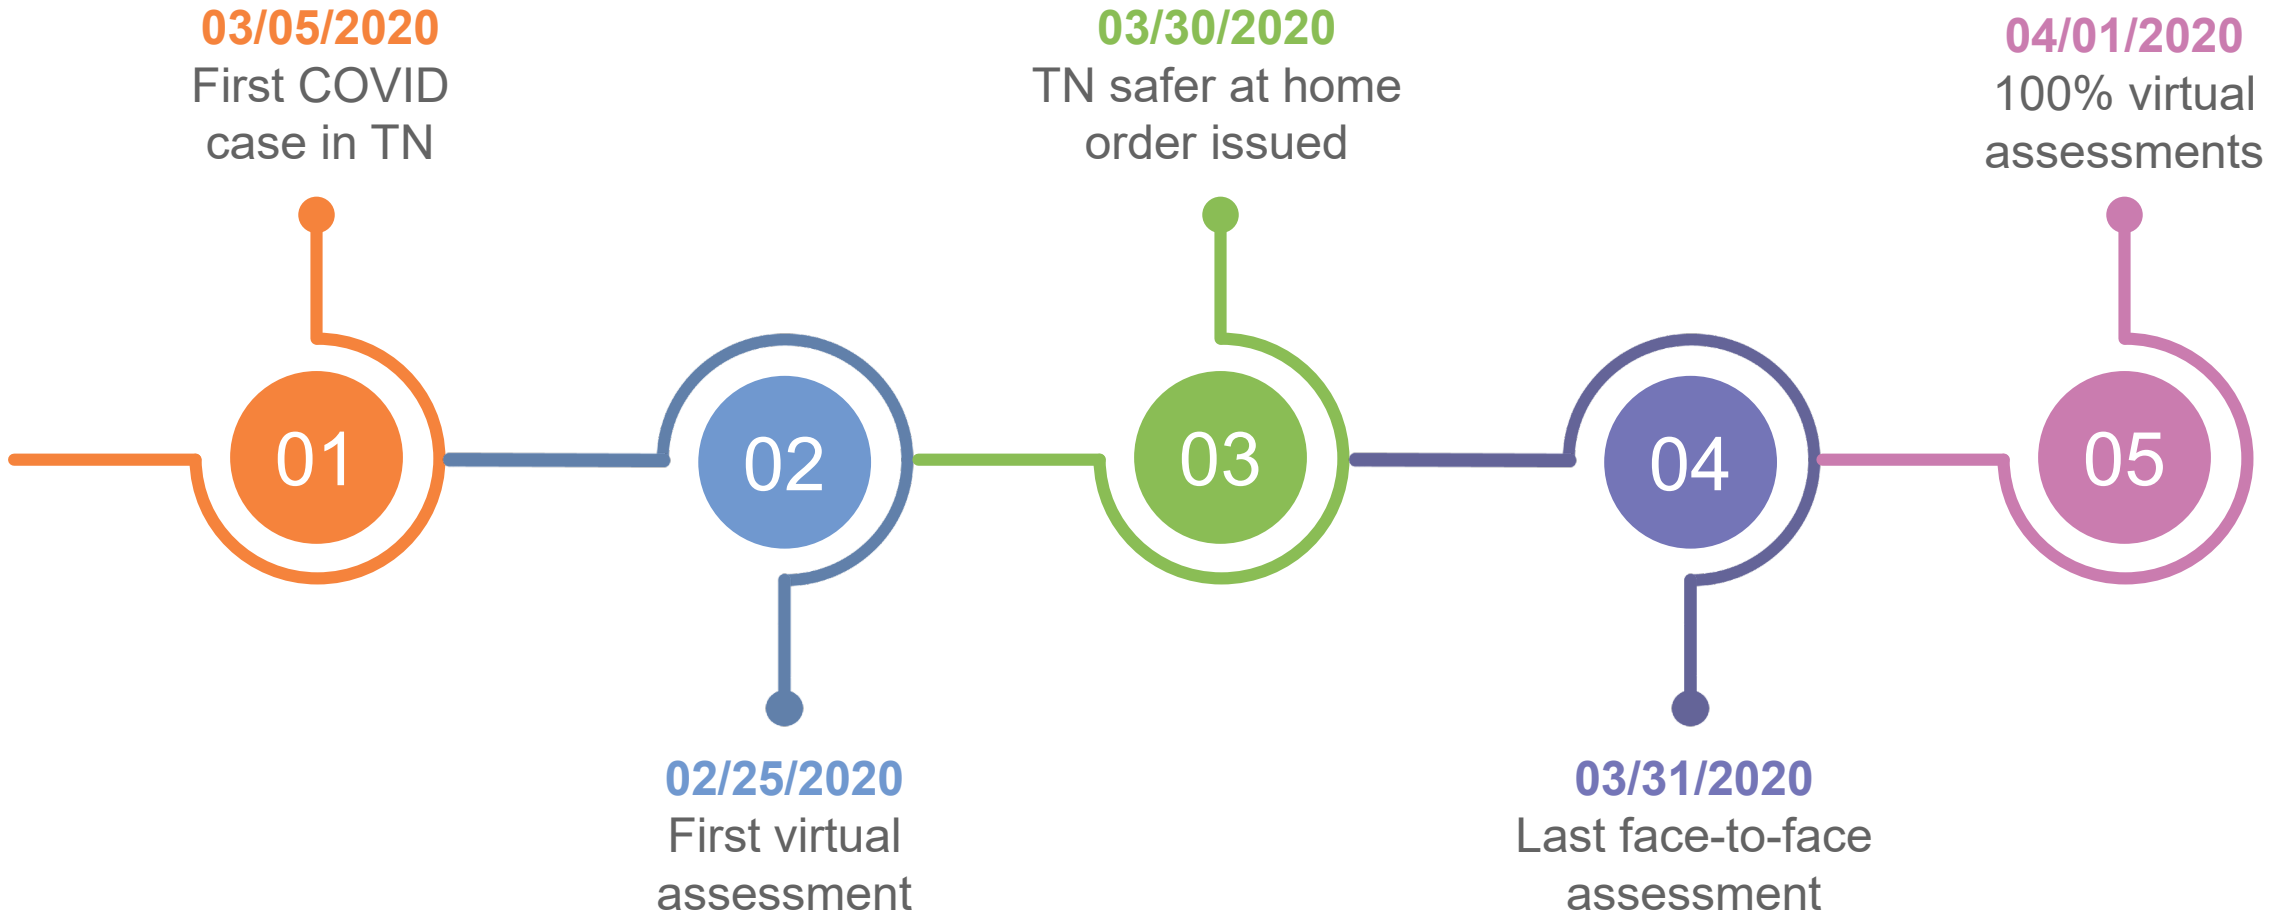 03/05/2020
First COVID
case in TN
03/30/2020
TN safer at home
order issued
04/01/2020
100% virtual
assessments
01
02
03
04
05
02/25/2020
First virtual
assessment
03/31/2020
Last face-to-face
assessment